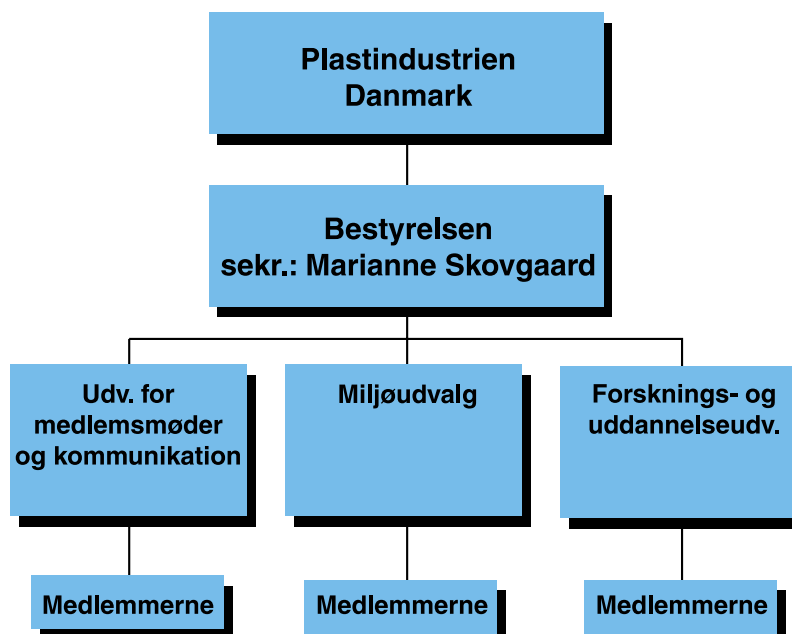 Plastindustrien
Danmark
Bestyrelsen
sekr.: Marianne Skovgaard
Udv. for
medlemsmøder
og kommunikation
Miljøudvalg
Forsknings- og
uddannelseudv.
Medlemmerne
Medlemmerne
Medlemmerne